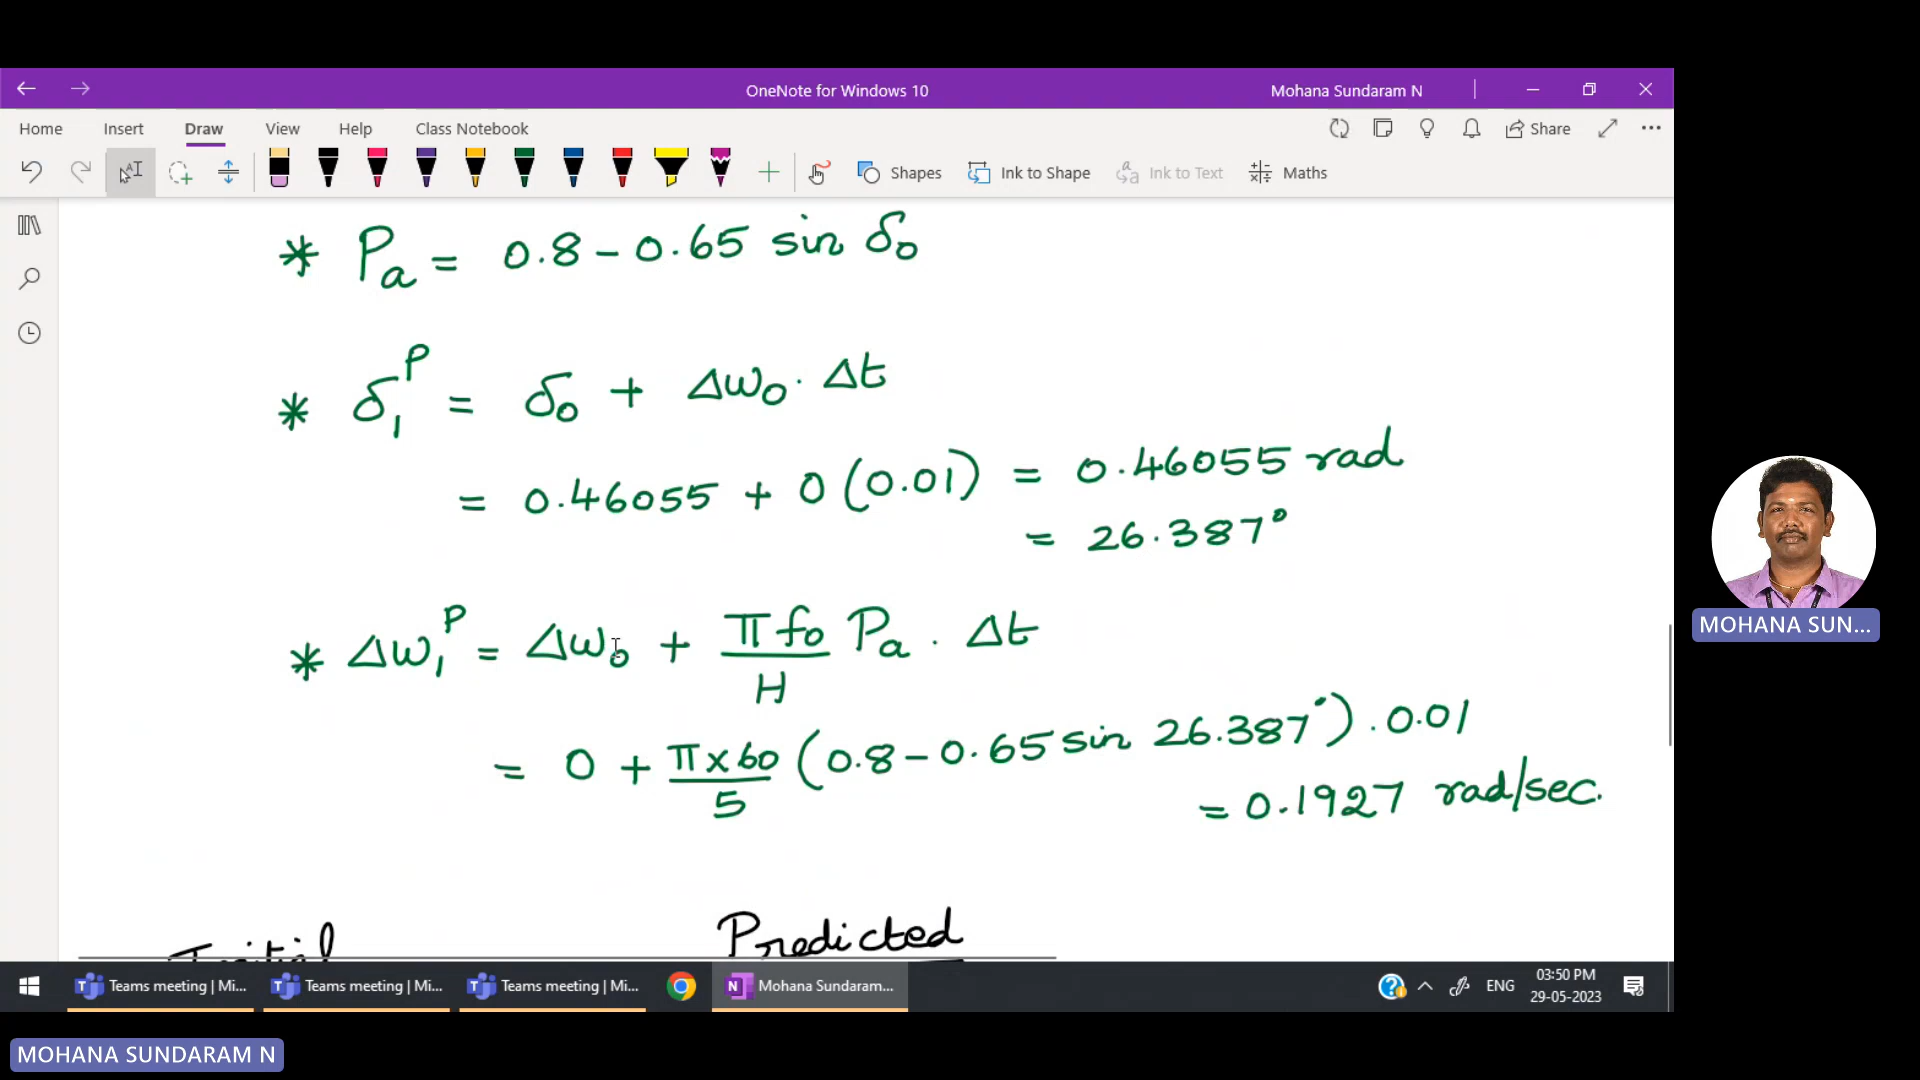 OneNote for Windows 10
Mohana Sundaram N
Home Insert Draw View Help Class Notebook
Share
Shapes Ink to Shape Ink to Text Maths
* Pa = 0.8 - 0.65 sin δ0
* δ1^P = δ0 + Δω0 . Δt
= 0.46055 + 0 (0.01) = 0.46055 rad
= 26.387°
* Δω1^P = Δω0 + πf0/H Pa . Δt
= 0 + π×60/5 (0.8 - 0.65 sin 26.387°) . 0.01
= 0.1927 rad/sec.
Initial Predicted
MOHANA SUN...
Teams meeting | Mi...
Teams meeting | Mi...
Teams meeting | Mi...
Mohana Sundaram...
ENG
03:50 PM
29-05-2023
MOHANA SUNDARAM N